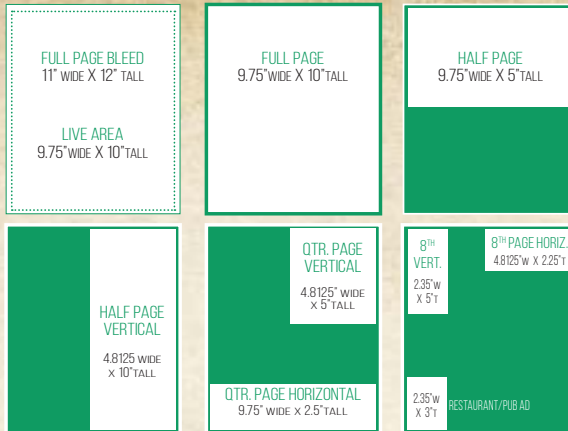 FULL PAGE BLEED
11" WIDE X 12" TALL
LIVE AREA
9.75"WIDE X 10"TALL
FULL PAGE
9.75"WIDE X 10"TALL
HALF PAGE
9.75"WIDE X 5"TALL
HALF PAGE
VERTICAL
4.8125 WIDE
X 10"TALL
QTR. PAGE
VERTICAL
4.8125" WIDE
X 5"TALL
QTR. PAGE HORIZONTAL
9.75" WIDE X 2.5"TALL
8TH
VERT.
2.35"W
X 5"T
8TH PAGE HORIZ.
4.8125"W X 2.25"T
2.35"W
X 3"T
RESTAURANT/PUB AD